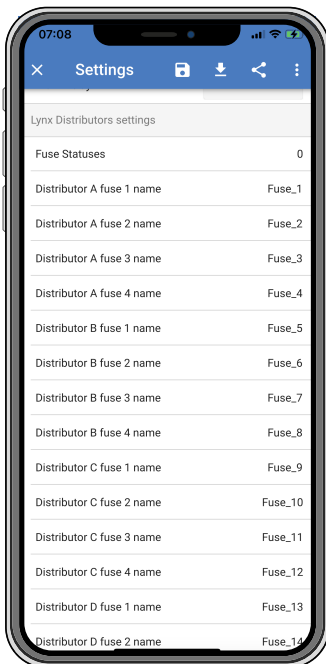 07:08
Settings
Lynx Distributors settings
Fuse Statuses 0
Distributor A fuse 1 name Fuse_1
Distributor A fuse 2 name Fuse_2
Distributor A fuse 3 name Fuse_3
Distributor A fuse 4 name Fuse_4
Distributor B fuse 1 name Fuse_5
Distributor B fuse 2 name Fuse_6
Distributor B fuse 3 name Fuse_7
Distributor B fuse 4 name Fuse_8
Distributor C fuse 1 name Fuse_9
Distributor C fuse 2 name Fuse_10
Distributor C fuse 3 name Fuse_11
Distributor C fuse 4 name Fuse_12
Distributor D fuse 1 name Fuse_13
Distributor D fuse 2 name Fuse_14